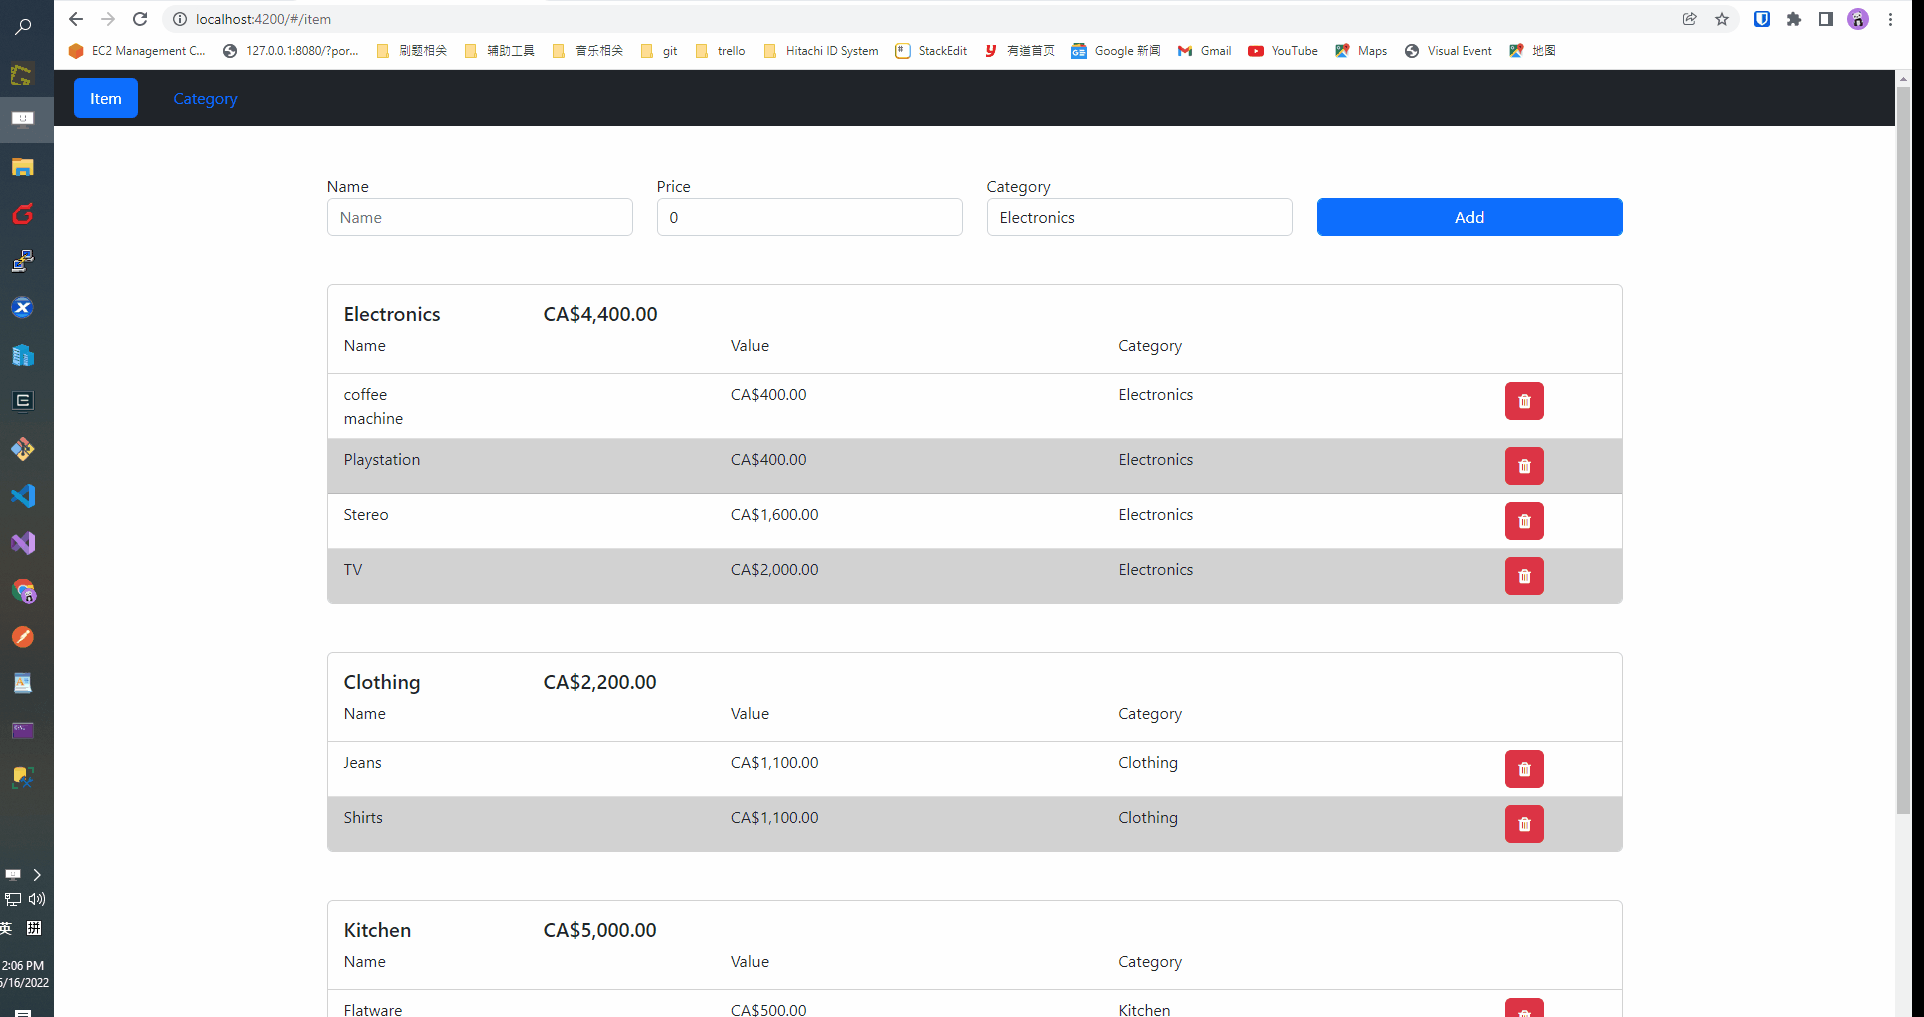 localhost:4200/#/item
EC2 Management C... 127.0.0.1:8080/?por... 刷题相关 辅助工具 音乐相关 git trello Hitachi ID System StackEdit 有道首页 Google 新闻 Gmail YouTube Maps Visual Event 地图
Item Category
Name Price Category
Name 0 Electronics Add
Electronics CA$4,400.00
Name Value Category
coffee machine CA$400.00 Electronics
Playstation CA$400.00 Electronics
Stereo CA$1,600.00 Electronics
TV CA$2,000.00 Electronics
Clothing CA$2,200.00
Name Value Category
Jeans CA$1,100.00 Clothing
Shirts CA$1,100.00 Clothing
Kitchen CA$5,000.00
Name Value Category
Flatware CA$500.00 Kitchen
英 拼
2:06 PM
6/16/2022